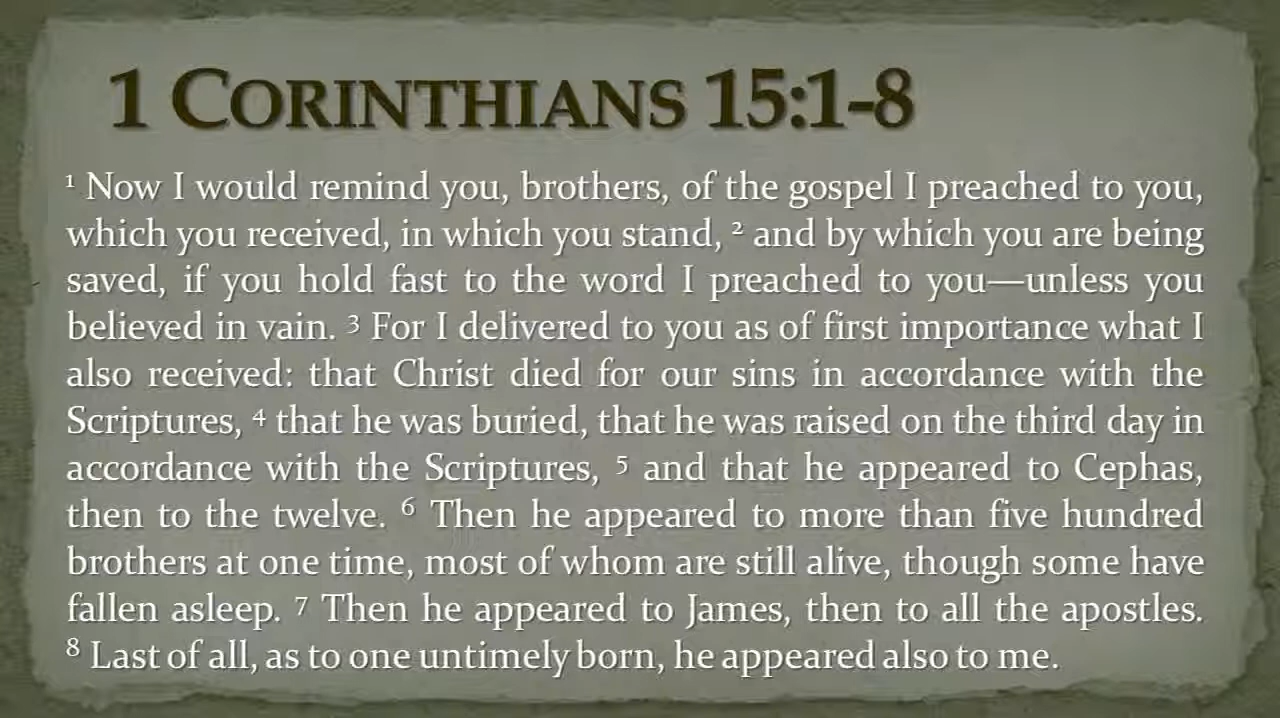 1 CORINTHIANS 15:1-8
¹ Now I would remind you, brothers, of the gospel I preached to you,
which you received, in which you stand, ² and by which you are being
saved, if you hold fast to the word I preached to you—unless you
believed in vain. ³ For I delivered to you as of first importance what I
also received: that Christ died for our sins in accordance with the
Scriptures, ⁴ that he was buried, that he was raised on the third day in
accordance with the Scriptures, ⁵ and that he appeared to Cephas,
then to the twelve. ⁶ Then he appeared to more than five hundred
brothers at one time, most of whom are still alive, though some have
fallen asleep. ⁷ Then he appeared to James, then to all the apostles.
⁸ Last of all, as to one untimely born, he appeared also to me.